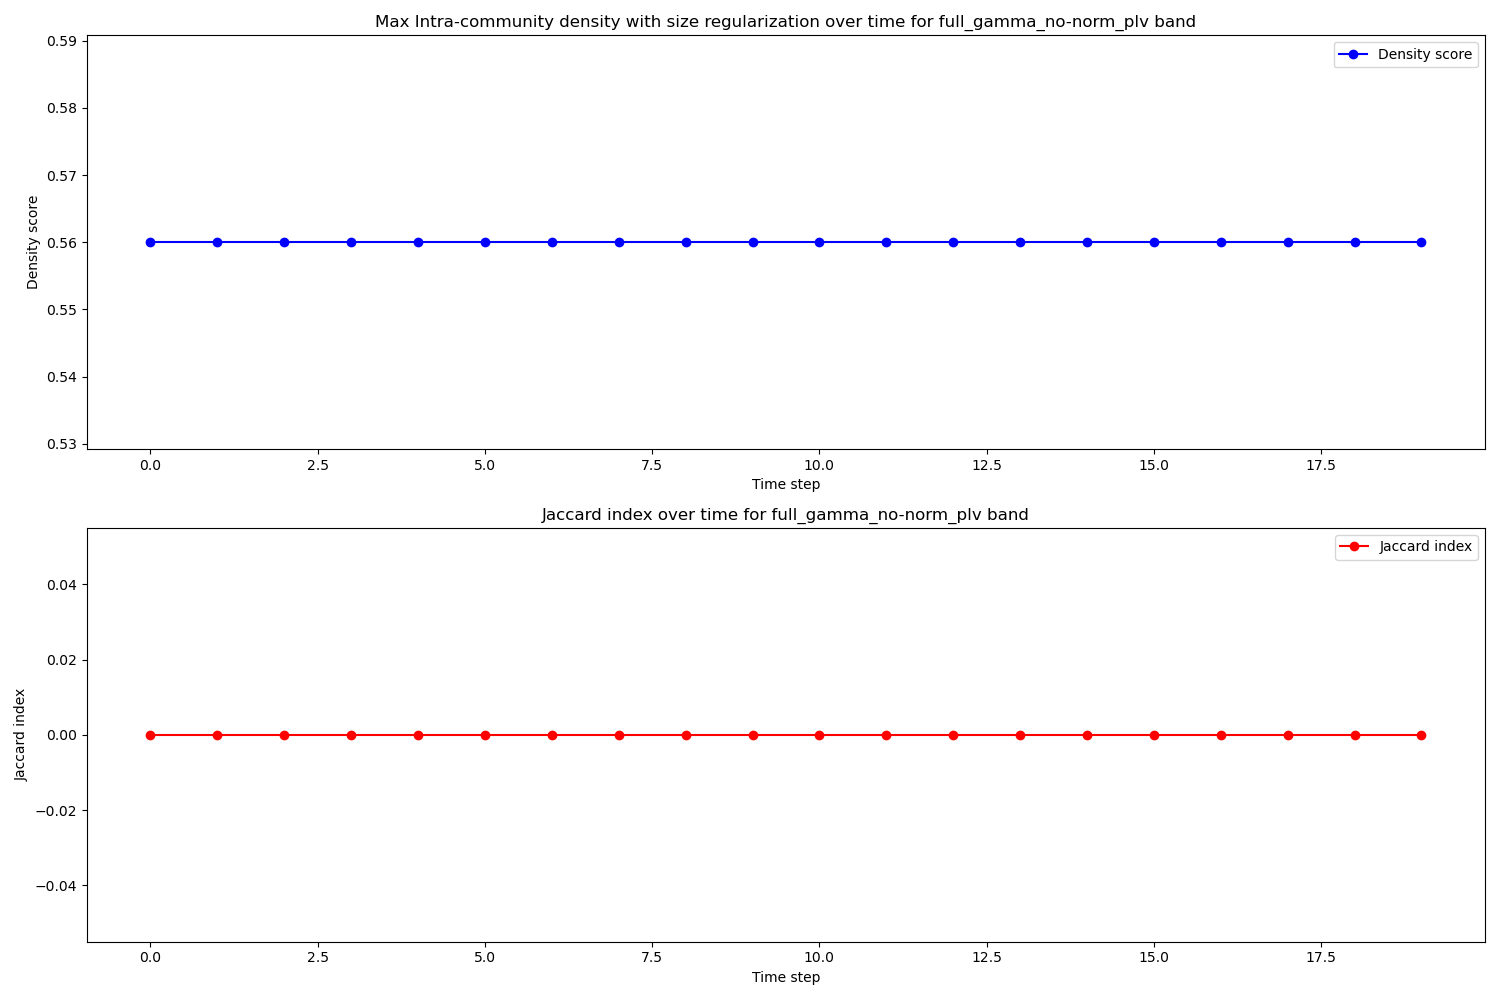 Max Intra-community density with size regularization over time for full_gamma_no-norm_plv band
Density score
0.59
0.58
0.57
0.56
0.55
0.54
0.53
Density score
0.0 2.5 5.0 7.5 10.0 12.5 15.0 17.5
Time step
Jaccard index over time for full_gamma_no-norm_plv band
Jaccard index
0.04
0.02
0.00
−0.02
−0.04
Jaccard index
0.0 2.5 5.0 7.5 10.0 12.5 15.0 17.5
Time step